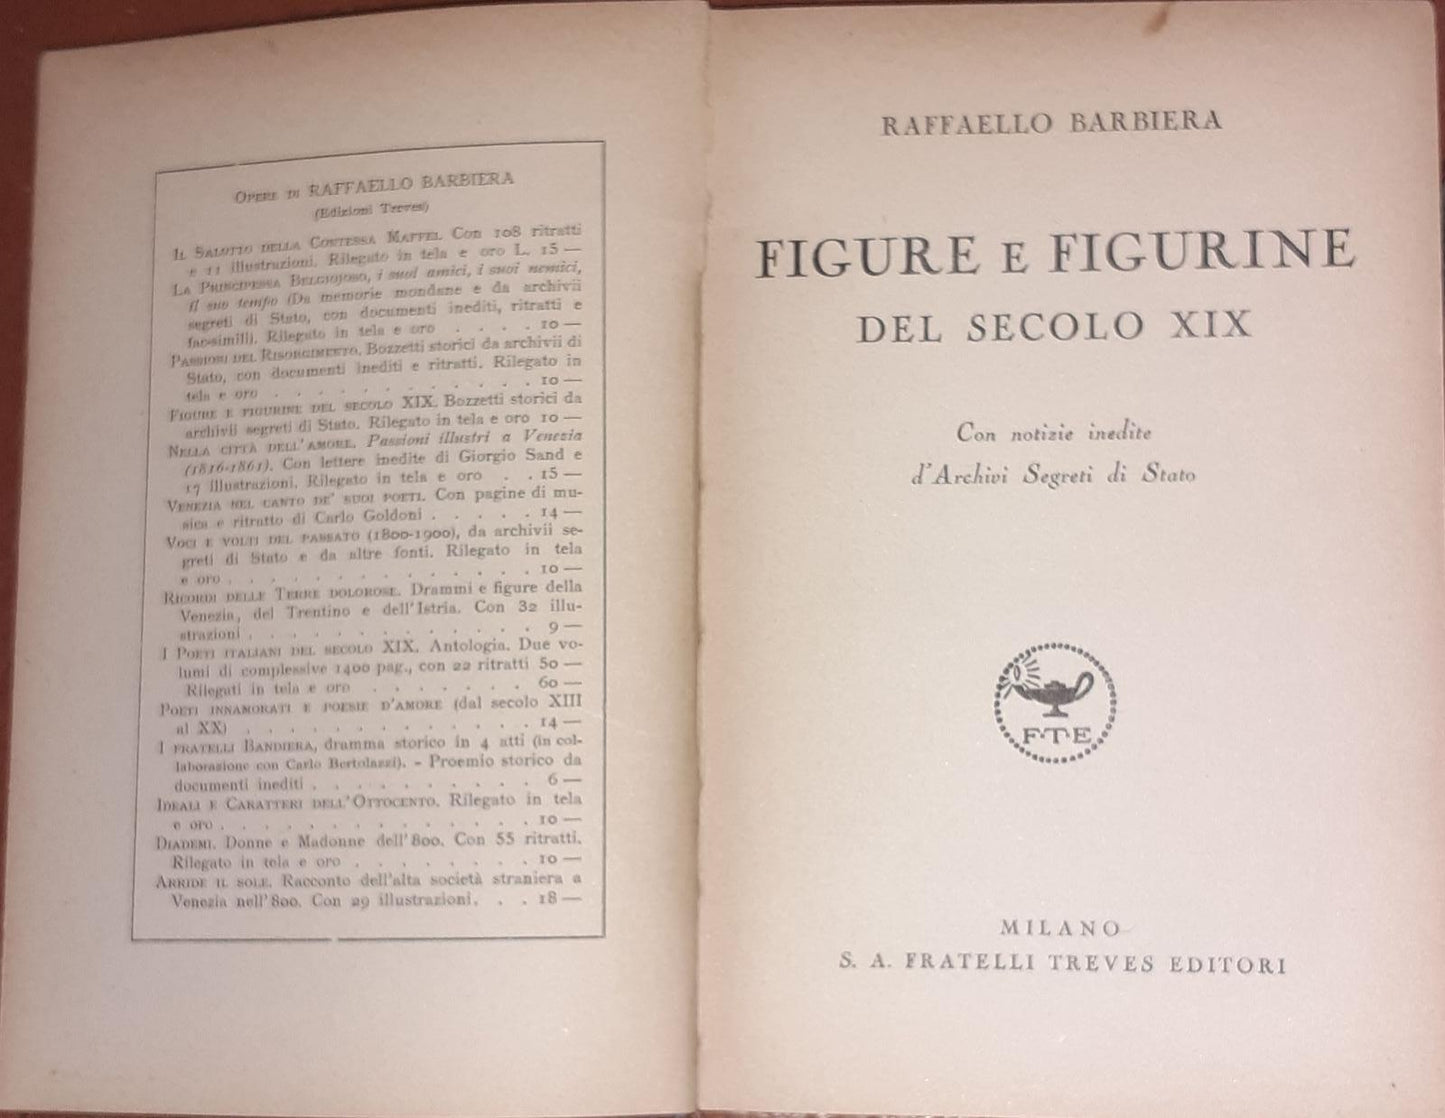 Opere di RAFFAELLO BARBIERA
(Edizioni Treves)
Il Salotto della Contessa Maffei. Con 108 ritratti
e 11 illustrazioni. Rilegato in tela e oro L. 15 —
La Principessa Belgiojoso, i suoi amici, i suoi nemici,
il suo tempo (Da memorie mondane e da archivii
segreti di Stato, con documenti inediti, ritratti e
facsimili). Rilegato in tela e oro . . . . 10 —
Passioni del Risorgimento. Bozzetti storici da archivii di
Stato, con documenti inediti e ritratti. Rilegato in
tela e oro . . . . . . . . . . 10 —
Figure e figurine del secolo XIX. Bozzetti storici da
archivii segreti di Stato. Rilegato in tela e oro 10 —
Nella città dell'amore. Passioni illustri a Venezia
(1816-1861). Con lettere inedite di Giorgio Sand e
17 illustrazioni. Rilegato in tela e oro . . 15 —
Venezia nel canto de' suoi poeti. Con pagine di mu-
sica e ritratto di Carlo Goldoni . . . . . 14 —
Voci e volti del passato (1800-1900), da archivii se-
greti di Stato e da altre fonti. Rilegato in tela
e oro . . . . . . . . . . . 10 —
Ricordi delle Terre dolorose. Drammi e figure della
Venezia, del Trentino e dell'Istria. Con 32 illu-
strazioni . . . . . . . . . . 9 —
I Poeti italiani del secolo XIX. Antologia. Due vo-
lumi di complessive 1400 pag., con 22 ritratti 50 —
Rilegati in tela e oro . . . . . . 60 —
Poeti innamorati e poesie d'amore (dal secolo XIII
al XX) . . . . . . . . . . 14 —
I fratelli Bandiera, dramma storico in 4 atti (in col-
laborazione con Carlo Bertolazzi). - Proemio storico da
documenti inediti . . . . . . . . 6 —
Ideali e Caratteri dell'Ottocento. Rilegato in tela
e oro . . . . . . . . . . . 10 —
Diademi. Donne e Madonne dell'800. Con 55 ritratti.
Rilegato in tela e oro . . . . . . 10 —
Arride il sole. Racconto dell'alta società straniera a
Venezia nell'800. Con 29 illustrazioni. . . 18 —
RAFFAELLO BARBIERA
FIGURE E FIGURINE
DEL SECOLO XIX
Con notizie inedite
d'Archivi Segreti di Stato
F·T·E
MILANO
S. A. FRATELLI TREVES EDITORI